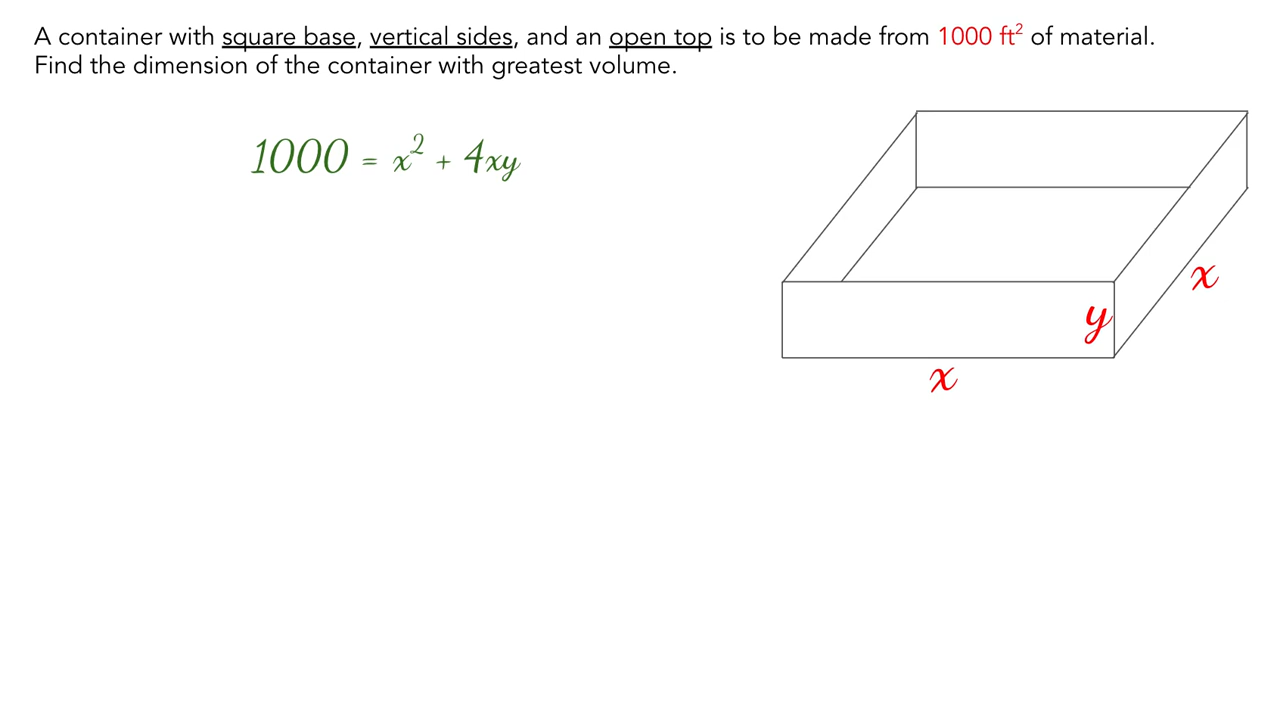 A container with square base, vertical sides, and an open top is to be made from 1000 ft² of material.
Find the dimension of the container with greatest volume.
1000 = x² + 4xy
x
y
x